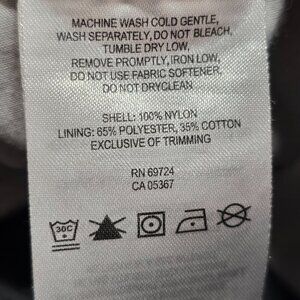 MACHINE WASH COLD GENTLE,
WASH SEPARATELY, DO NOT BLEACH,
TUMBLE DRY LOW,
REMOVE PROMPTLY, IRON LOW,
DO NOT USE FABRIC SOFTENER,
DO NOT DRYCLEAN
SHELL: 100% NYLON
LINING: 65% POLYESTER, 35% COTTON
EXCLUSIVE OF TRIMMING
RN 69724
CA 05367
30C